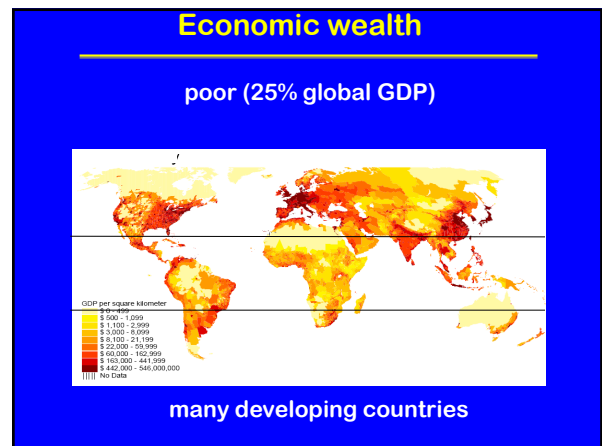 Economic wealth
poor (25% global GDP)
GDP per square kilometer
$ 0 - 499
$ 500 - 1,099
$ 1,100 - 2,999
$ 3,000 - 8,099
$ 8,100 - 21,199
$ 22,000 - 59,999
$ 60,000 - 162,999
$ 163,000 - 441,999
$ 442,000 - 546,000,000
No Data
many developing countries